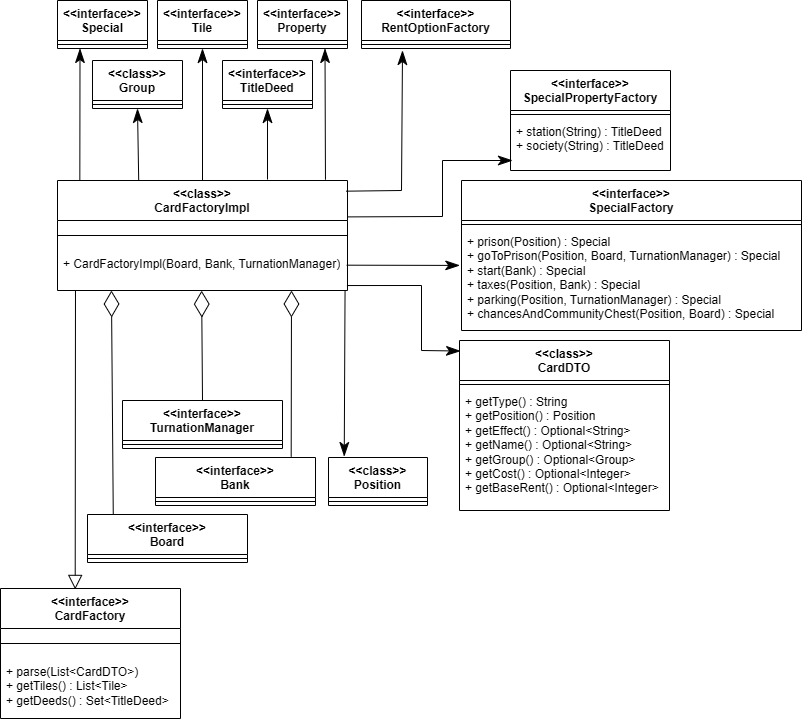 <<interface>>
Special
<<interface>>
Tile
<<interface>>
Property
<<interface>>
RentOptionFactory
<<class>>
Group
<<interface>>
TitleDeed
<<interface>>
SpecialPropertyFactory
+ station(String) : TitleDeed
+ society(String) : TitleDeed
<<class>>
CardFactoryImpl
+ CardFactoryImpl(Board, Bank, TurnationManager)
<<interface>>
SpecialFactory
+ prison(Position) : Special
+ goToPrison(Position, Board, TurnationManager) : Special
+ start(Bank) : Special
+ taxes(Position, Bank) : Special
+ parking(Position, TurnationManager) : Special
+ chancesAndCommunityChest(Position, Board) : Special
<<class>>
CardDTO
+ getType() : String
+ getPosition() : Position
+ getEffect() : Optional<String>
+ getName() : Optional<String>
+ getGroup() : Optional<Group>
+ getCost() : Optional<Integer>
+ getBaseRent() : Optional<Integer>
<<interface>>
TurnationManager
<<interface>>
Bank
<<class>>
Position
<<interface>>
Board
<<interface>>
CardFactory
+ parse(List<CardDTO>)
+ getTiles() : List<Tile>
+ getDeeds() : Set<TitleDeed>